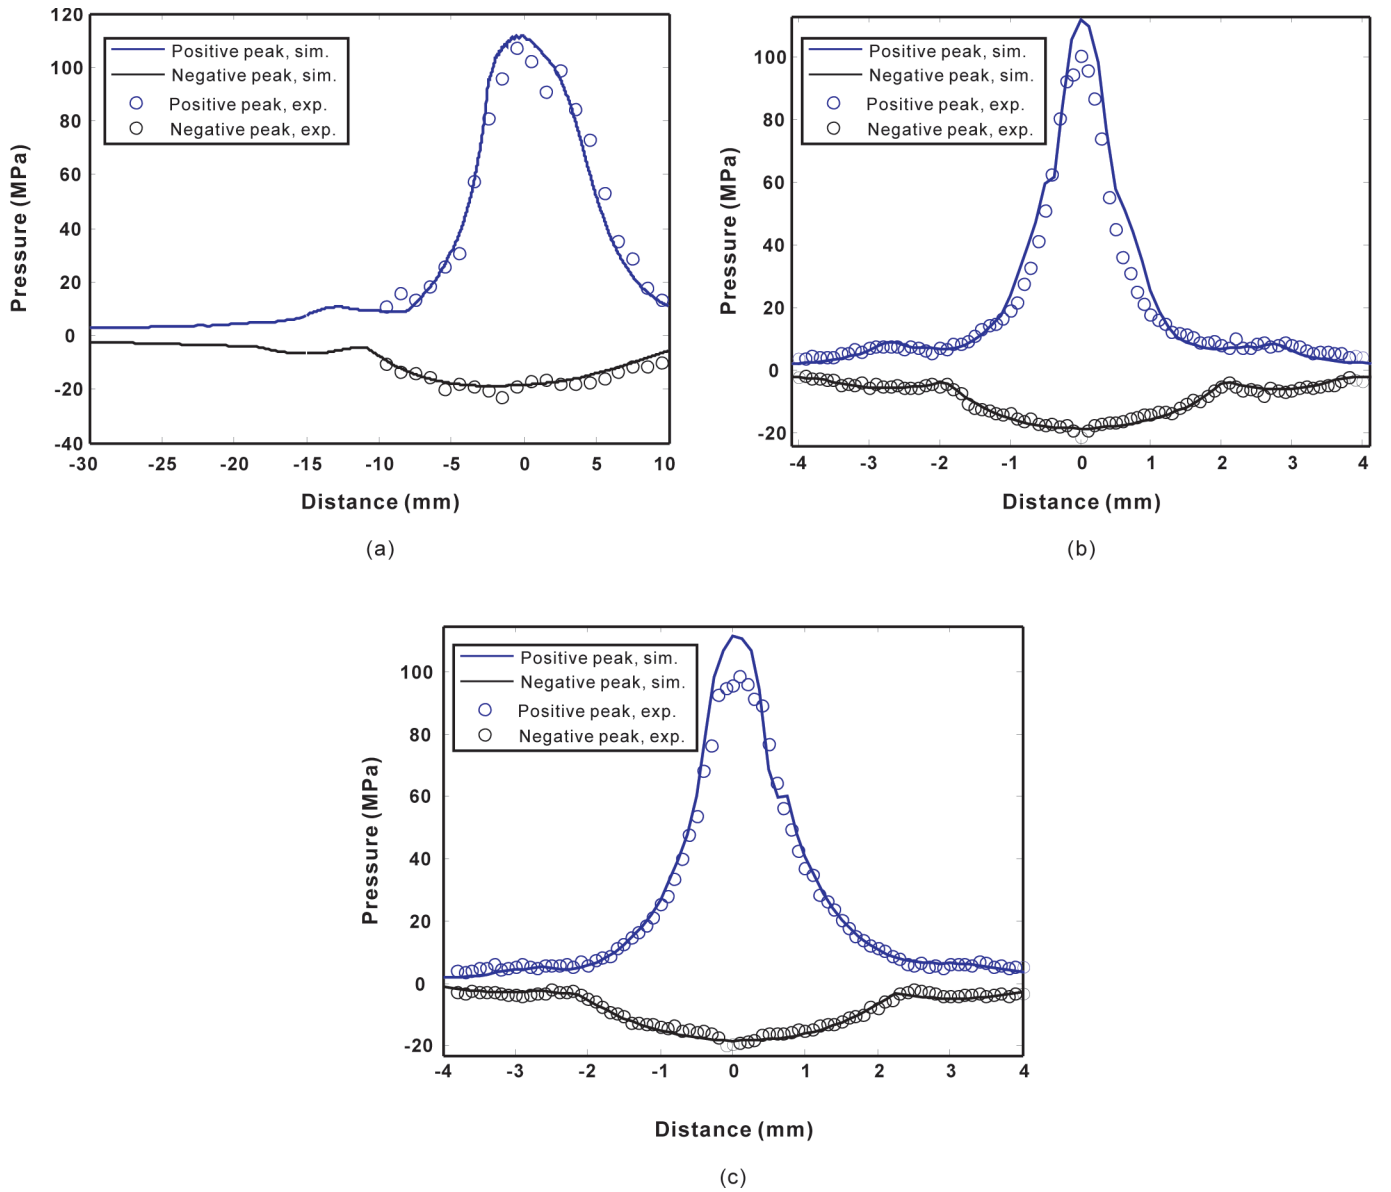 120
100
80
60
40
20
0
-20
-40
Pressure (MPa)
Positive peak, sim.
Negative peak, sim.
Positive peak, exp.
Negative peak, exp.
-30 -25 -20 -15 -10 -5 0 5 10
Distance (mm)
(a)
100
80
60
40
20
0
-20
Pressure (MPa)
Positive peak, sim.
Negative peak, sim.
Positive peak, exp.
Negative peak, exp.
-4 -3 -2 -1 0 1 2 3 4
Distance (mm)
(b)
100
80
60
40
20
0
-20
Pressure (MPa)
Positive peak, sim.
Negative peak, sim.
Positive peak, exp.
Negative peak, exp.
-4 -3 -2 -1 0 1 2 3 4
Distance (mm)
(c)